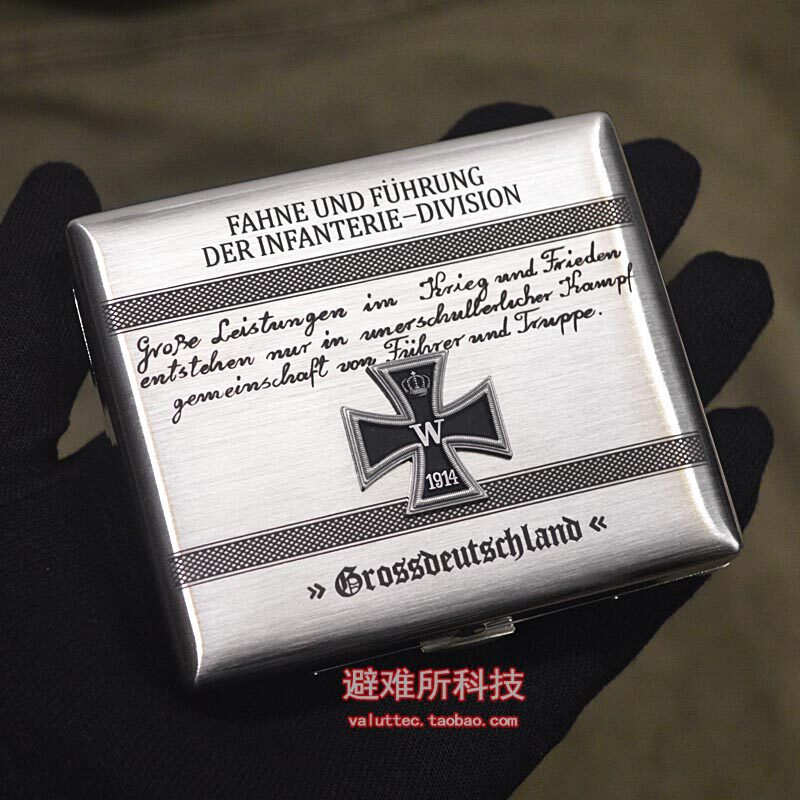 FAHNE UND FÜHRUNG
DER INFANTERIE-DIVISION
Große Leistungen im Krieg und Frieden
entstehen nur in unerschutterlicher Kampf
gemeinschaft von Führer und Truppe.
W
1914
» Grossdeutschland «
避难所科技
valuttec.taobao.com